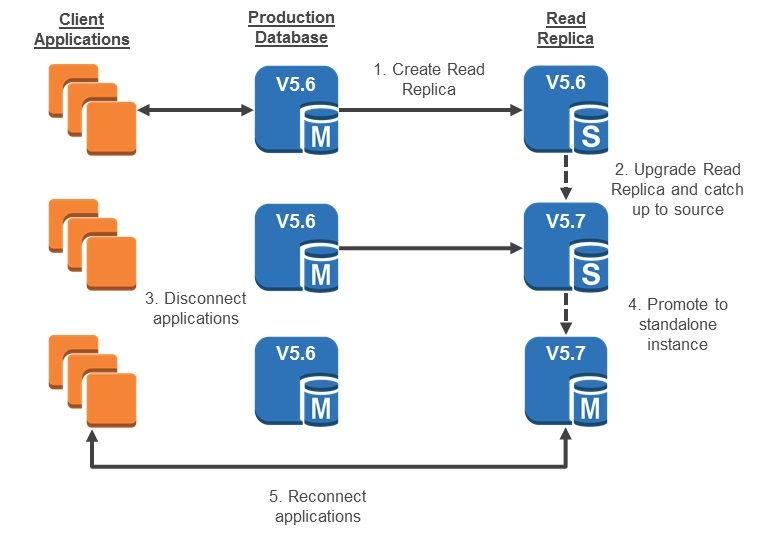 Client
Applications
Production
Database
Read
Replica
V5.6
M
1. Create Read
Replica
V5.6
S
2. Upgrade Read
Replica and catch
up to source
V5.6
M
V5.7
S
3. Disconnect
applications
4. Promote to
standalone
instance
V5.6
M
V5.7
M
5. Reconnect
applications